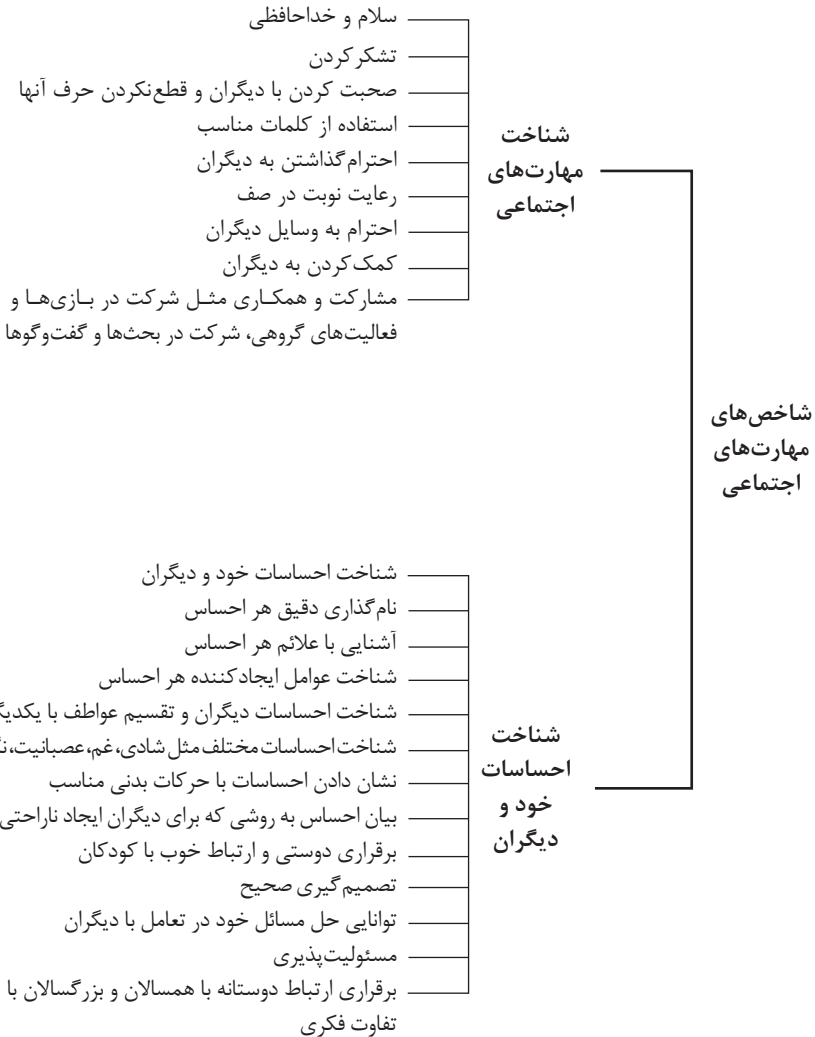 شاخص‌های
مهارت‌های
اجتماعی
شناخت
مهارت‌های
اجتماعی
سلام و خداحافظی
تشکر کردن
صحبت کردن با دیگران و قطع‌نکردن حرف آنها
استفاده از کلمات مناسب
احترام‌گذاشتن به دیگران
رعایت نوبت در صف
احترام به وسایل دیگران
کمک‌کردن به دیگران
مشارکت و همکـاری مثـل شرکت در بـازی‌هـا و
فعالیت‌های گروهی، شرکت در بحث‌ها و گفت‌وگوها
شناخت
احساسات
خود و
دیگران
شناخت احساسات خود و دیگران
نام‌گذاری دقیق هر احساس
آشنایی با علائم هر احساس
شناخت عوامل ایجادکننده هر احساس
شناخت احساسات دیگران و تقسیم عواطف با
شناخت احساسات مختلف مثل شادی، غم، عصبانیت،
نشان دادن احساسات با حرکات بدنی مناسب
بیان احساس به روشی که برای دیگران ایجاد ناراحتی
برقراری دوستی و ارتباط خوب با کودکان
تصمیم‌گیری صحیح
توانایی حل مسائل خود در تعامل با دیگران
مسئولیت‌پذیری
برقراری ارتباط دوستانه با همسالان و بزرگسالان با
تفاوت فکری